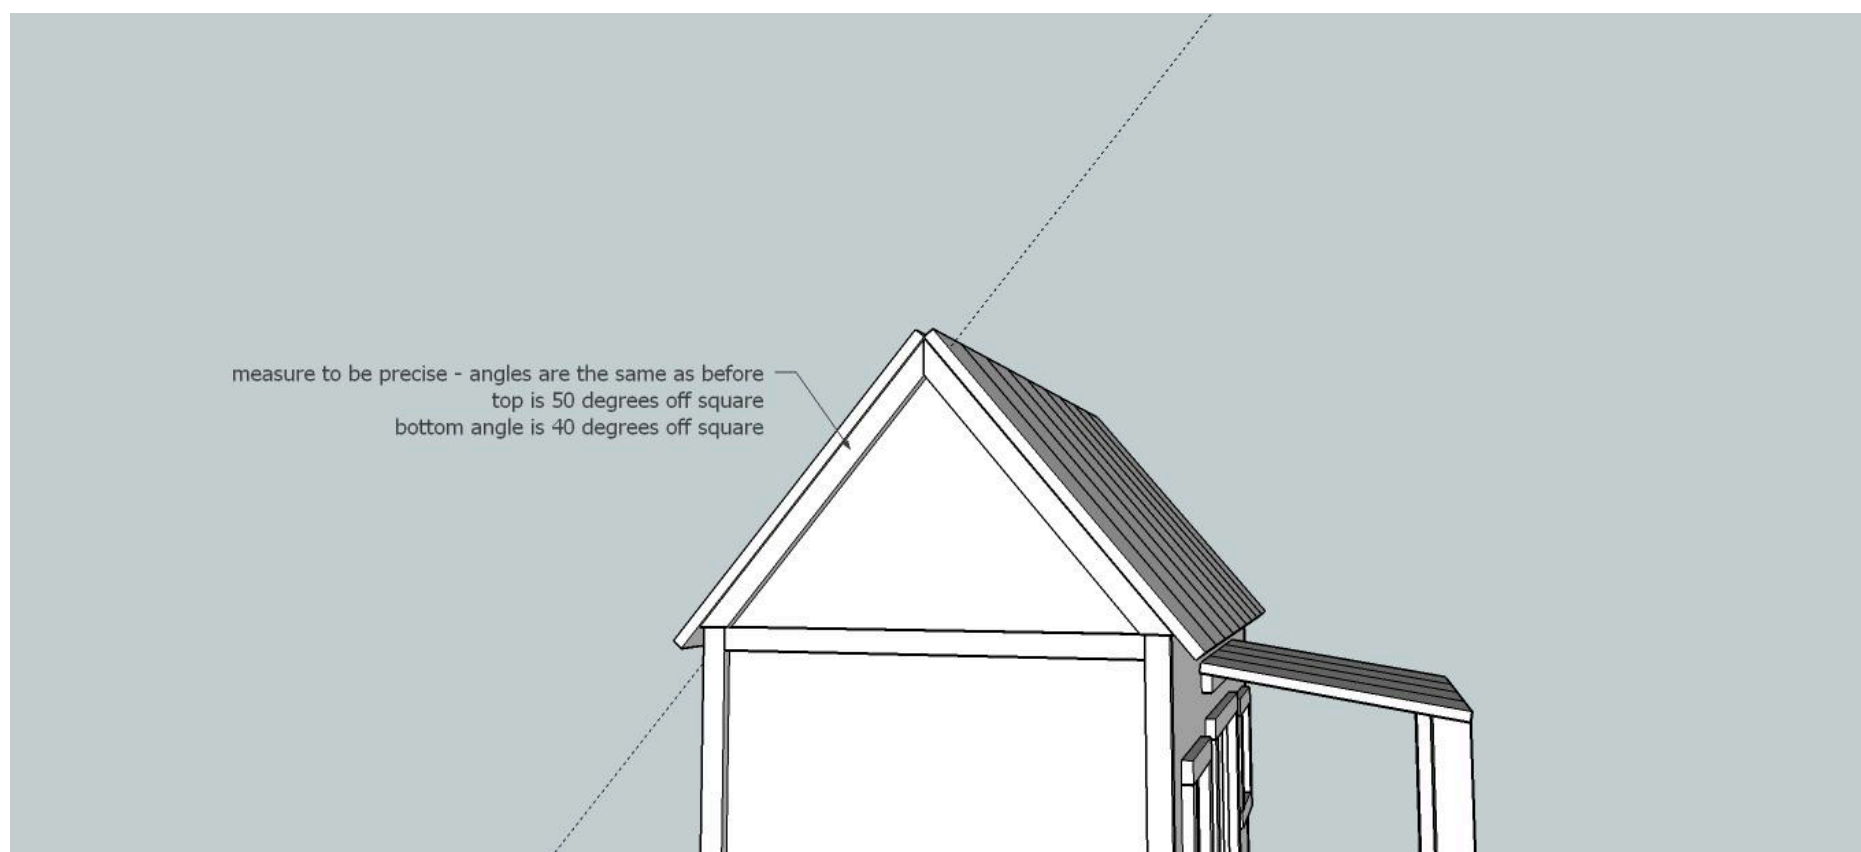 measure to be precise - angles are the same as before
top is 50 degrees off square
bottom angle is 40 degrees off square